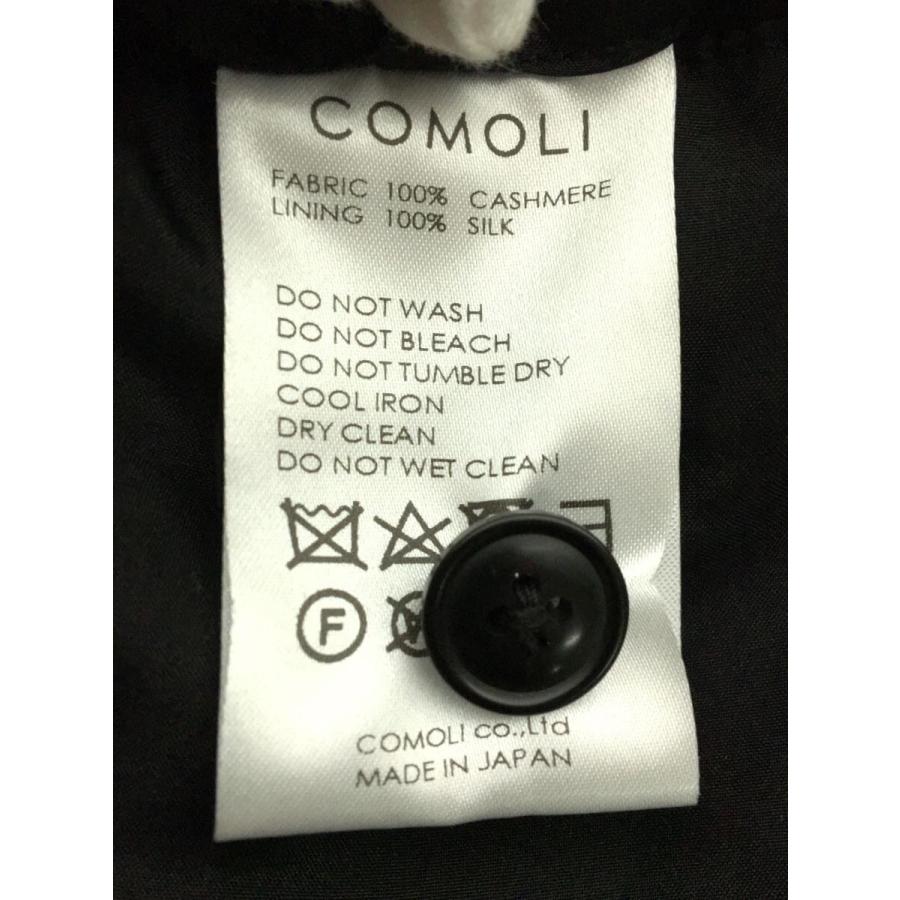 COMOLI
FABRIC 100% CASHMERE
LINING 100% SILK
DO NOT WASH
DO NOT BLEACH
DO NOT TUMBLE DRY
COOL IRON
DRY CLEAN
DO NOT WET CLEAN
F
COMOLI co.,Ltd
MADE IN JAPAN